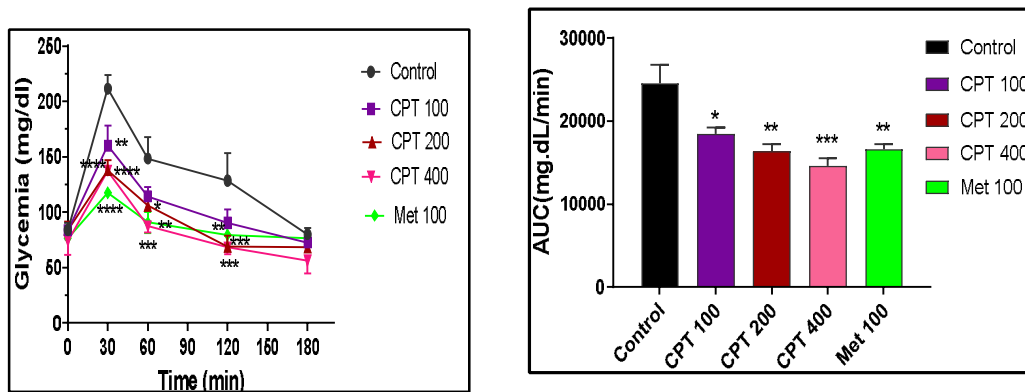 250
200
150
100
50
0
Glycemia (mg/dl)
**
****
****
****
*
**
***
**
***
***
0 30 60 90 120 150 180
Time (min)
Control
CPT 100
CPT 200
CPT 400
Met 100
30000
20000
10000
0
AUC(mg.dL/min)
*
**
***
**
Control
CPT 100
CPT 200
CPT 400
Met 100
Control
CPT 100
CPT 200
CPT 400
Met 100